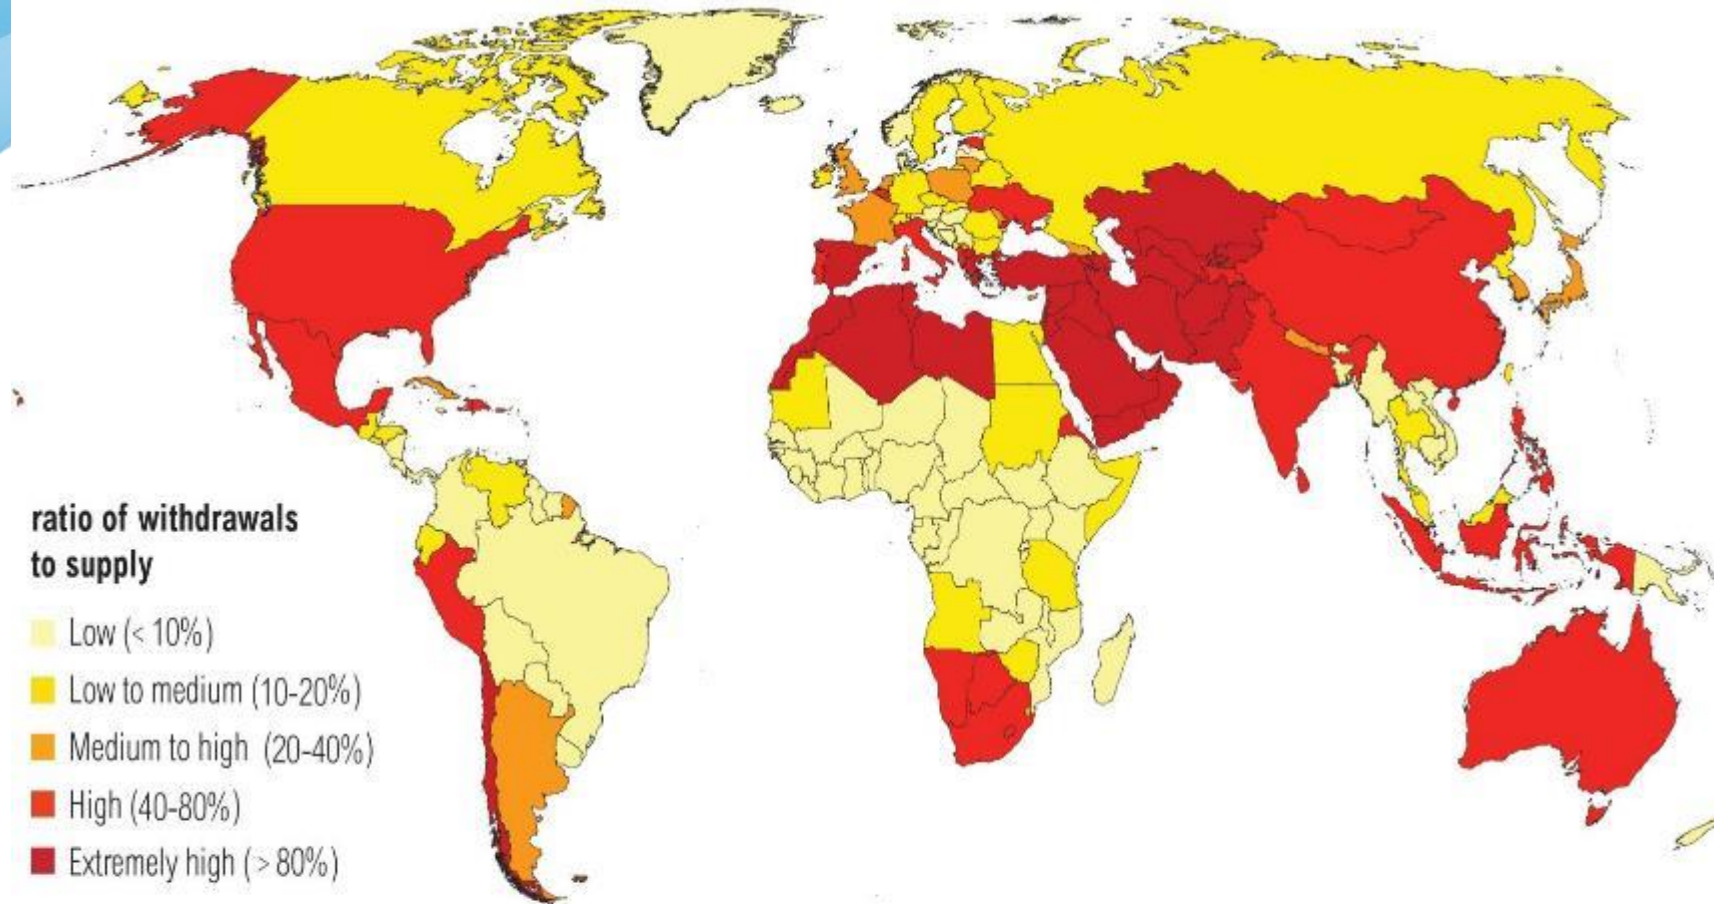 ratio of withdrawals
to supply
Low (< 10%)
Low to medium (10-20%)
Medium to high (20-40%)
High (40-80%)
Extremely high (> 80%)